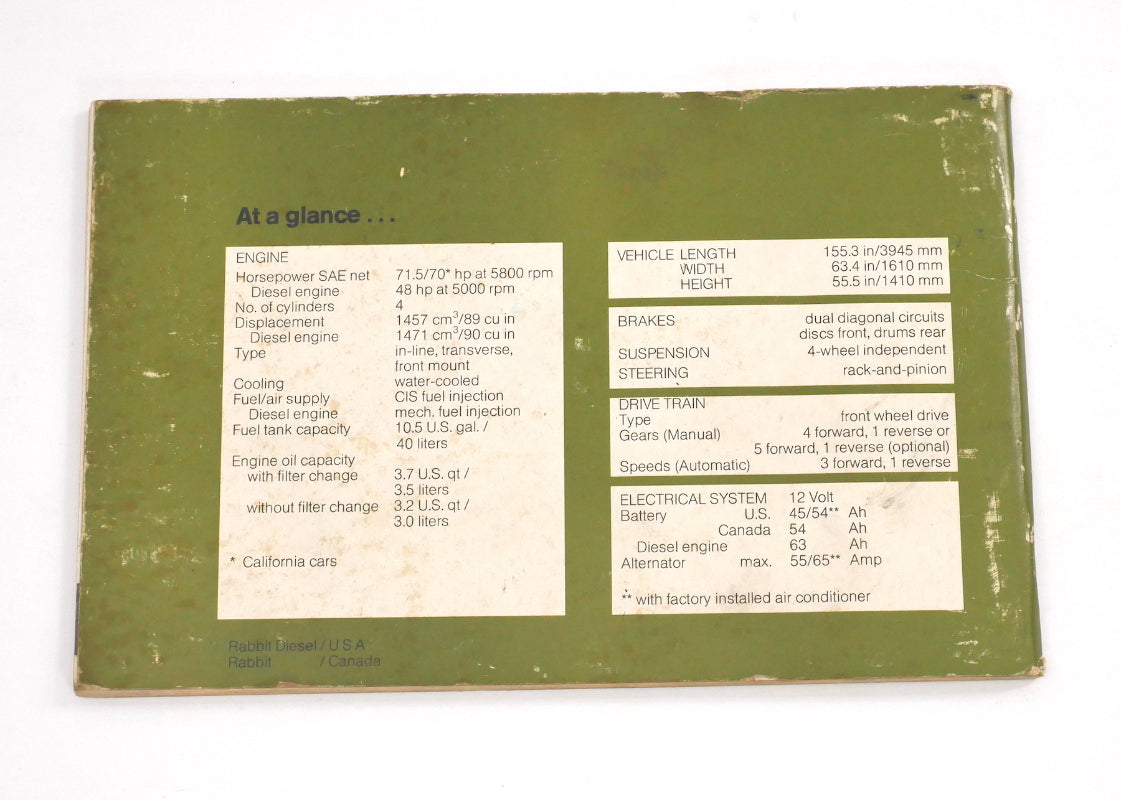 At a glance . . .
ENGINE
Horsepower SAE net 71.5/70* hp at 5800 rpm
Diesel engine 48 hp at 5000 rpm
No. of cylinders 4
Displacement 1457 cm³/89 cu in
Diesel engine 1471 cm³/90 cu in
Type in-line, transverse,
front mount
Cooling water-cooled
Fuel/air supply CIS fuel injection
Diesel engine mech. fuel injection
Fuel tank capacity 10.5 U.S. gal. /
40 liters
Engine oil capacity
with filter change 3.7 U.S. qt /
3.5 liters
without filter change 3.2 U.S. qt /
3.0 liters
* California cars
VEHICLE LENGTH 155.3 in/3945 mm
WIDTH 63.4 in/1610 mm
HEIGHT 55.5 in/1410 mm
BRAKES dual diagonal circuits
discs front, drums rear
SUSPENSION 4-wheel independent
STEERING rack-and-pinion
DRIVE TRAIN
Type front wheel drive
Gears (Manual) 4 forward, 1 reverse or
5 forward, 1 reverse (optional)
Speeds (Automatic) 3 forward, 1 reverse
ELECTRICAL SYSTEM 12 Volt
Battery U.S. 45/54** Ah
Canada 54 Ah
Diesel engine 63 Ah
Alternator max. 55/65** Amp
** with factory installed air conditioner
Rabbit Diesel / U S A
Rabbit / Canada